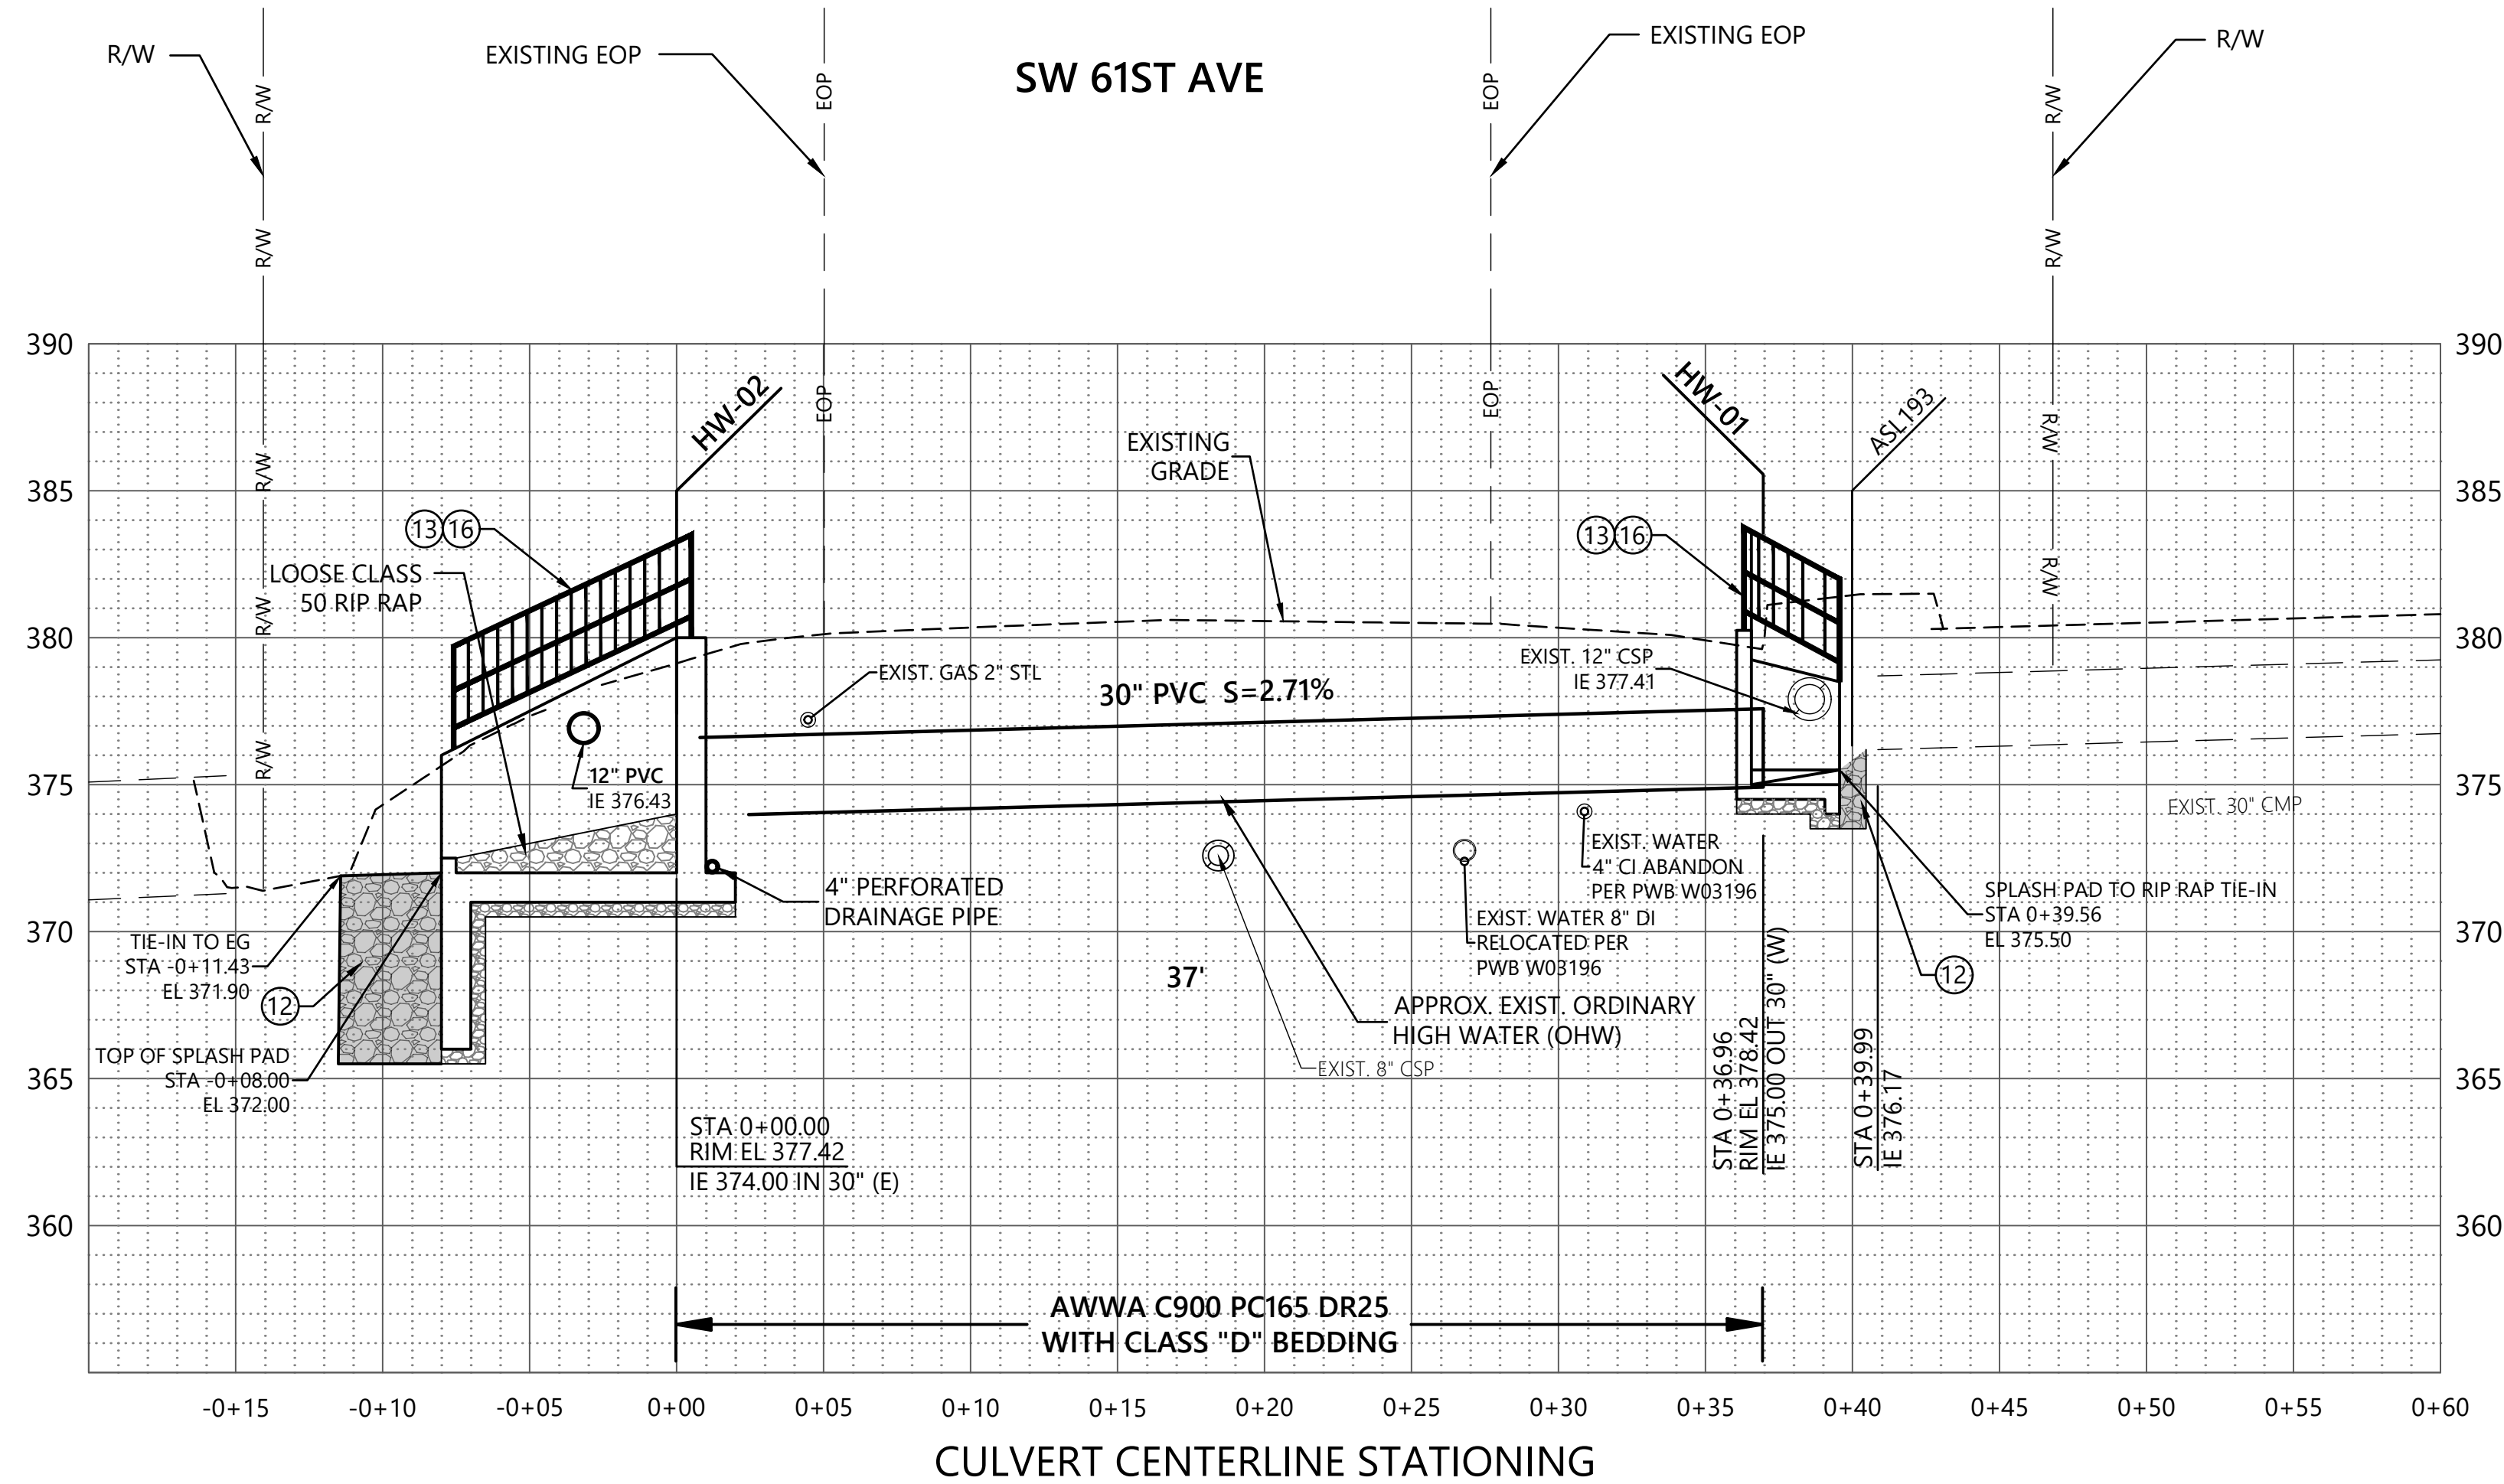 R/W
EXISTING EOP
SW 61ST AVE
EXISTING EOP
R/W
R/W
EOP
EOP
R/W
R/W
R/W
390
390
HW-02
EOP
EOP
HW-01
ASL193
R/W
EXISTING
GRADE
R/W
385
385
13
16
13
16
LOOSE CLASS
50 RIP RAP
R/W
R/W
380
380
EXIST. GAS 2" STL
EXIST. 12" CSP
IE 377.41
30" PVC S=2.71%
R/W
12" PVC
IE 376.43
375
375
EXIST. 30" CMP
EXIST. WATER
4" CI ABANDON
PER PWB W03196
4" PERFORATED
DRAINAGE PIPE
SPLASH PAD TO RIP RAP TIE-IN
STA 0+39.56
EL 375.50
EXIST. WATER 8" DI
RELOCATED PER
PWB W03196
370
370
TIE-IN TO EG
STA -0+11.43
EL 371.90
12
37'
12
APPROX. EXIST. ORDINARY
HIGH WATER (OHW)
EXIST. 8" CSP
TOP OF SPLASH PAD
STA -0+08.00
EL 372.00
365
365
STA 0+00.00
RIM EL 377.42
IE 374.00 IN 30" (E)
STA 0+36.96
RIM EL 378.42
IE 375.00 OUT 30" (W)
STA 0+39.99
IE 376.17
360
360
AWWA C900 PC165 DR25
WITH CLASS "D" BEDDING
-0+15 -0+10 -0+05 0+00 0+05 0+10 0+15 0+20 0+25 0+30 0+35 0+40 0+45 0+50 0+55 0+60
CULVERT CENTERLINE STATIONING